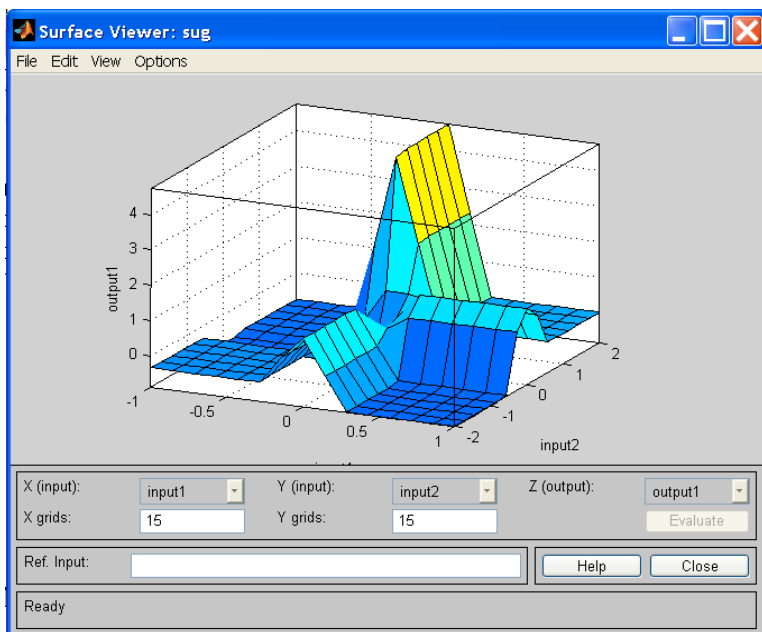 Surface Viewer: sug
File Edit View Options
4
3
2
1
0
output1
-1
-0.5
0
0.5
1
-2
-1
0
1
2
input2
X (input):
input1
Y (input):
input2
Z (output):
output1
X grids:
15
Y grids:
15
Evaluate
Ref. Input:
Help
Close
Ready